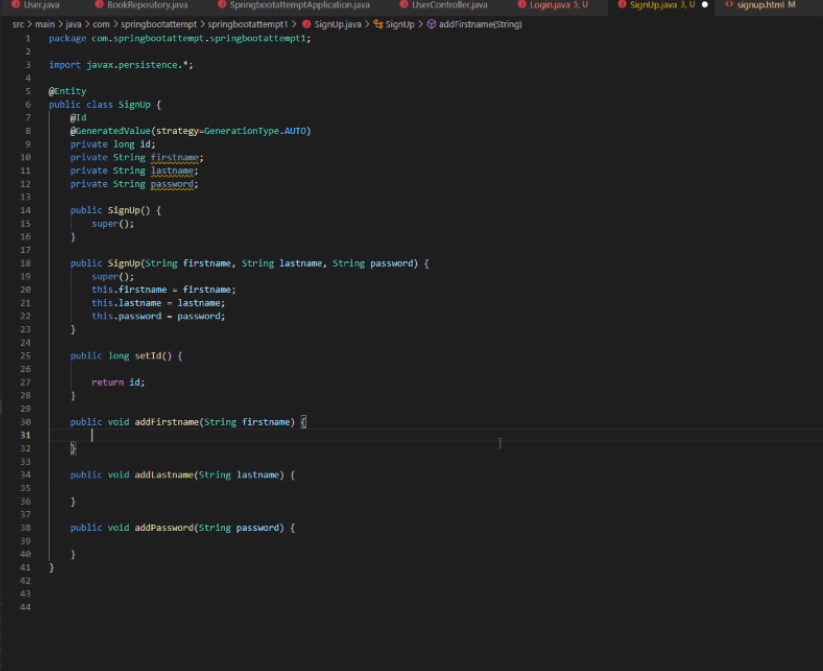 User.java BookRepository.java SpringbootattemptApplication.java UserController.java Login.java 5, U SignUp.java 3, U signup.html M
src > main > java > com > springbootattempt > springbootattempt1 > SignUp.java > SignUp > addFirstname(String)
1 package com.springbootattempt.springbootattempt1;
2
3 import javax.persistence.*;
4
5 @Entity
6 public class SignUp {
7 @Id
8 @GeneratedValue(strategy=GenerationType.AUTO)
9 private long id;
10 private String firstname;
11 private String lastname;
12 private String password;
13
14 public SignUp() {
15 super();
16 }
17
18 public SignUp(String firstname, String lastname, String password) {
19 super();
20 this.firstname = firstname;
21 this.lastname = lastname;
22 this.password = password;
23 }
24
25 public long setId() {
26
27 return id;
28 }
29
30 public void addFirstname(String firstname) {
31
32 }
33
34 public void addLastname(String lastname) {
35
36 }
37
38 public void addPassword(String password) {
39
40 }
41 }
42
43
44